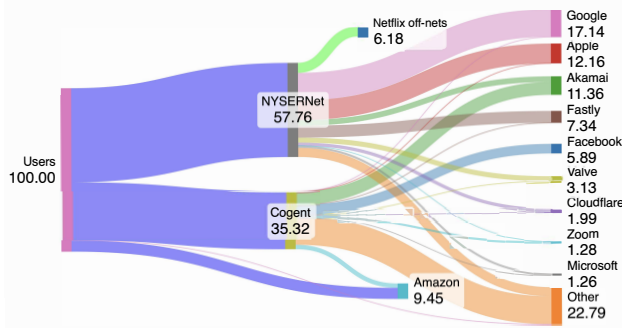 Users
100.00
NYSERNet
57.76
Cogent
35.32
Netflix off-nets
6.18
Amazon
9.45
Google
17.14
Apple
12.16
Akamai
11.36
Fastly
7.34
Facebook
5.89
Valve
3.13
Cloudflare
1.99
Zoom
1.28
Microsoft
1.26
Other
22.79